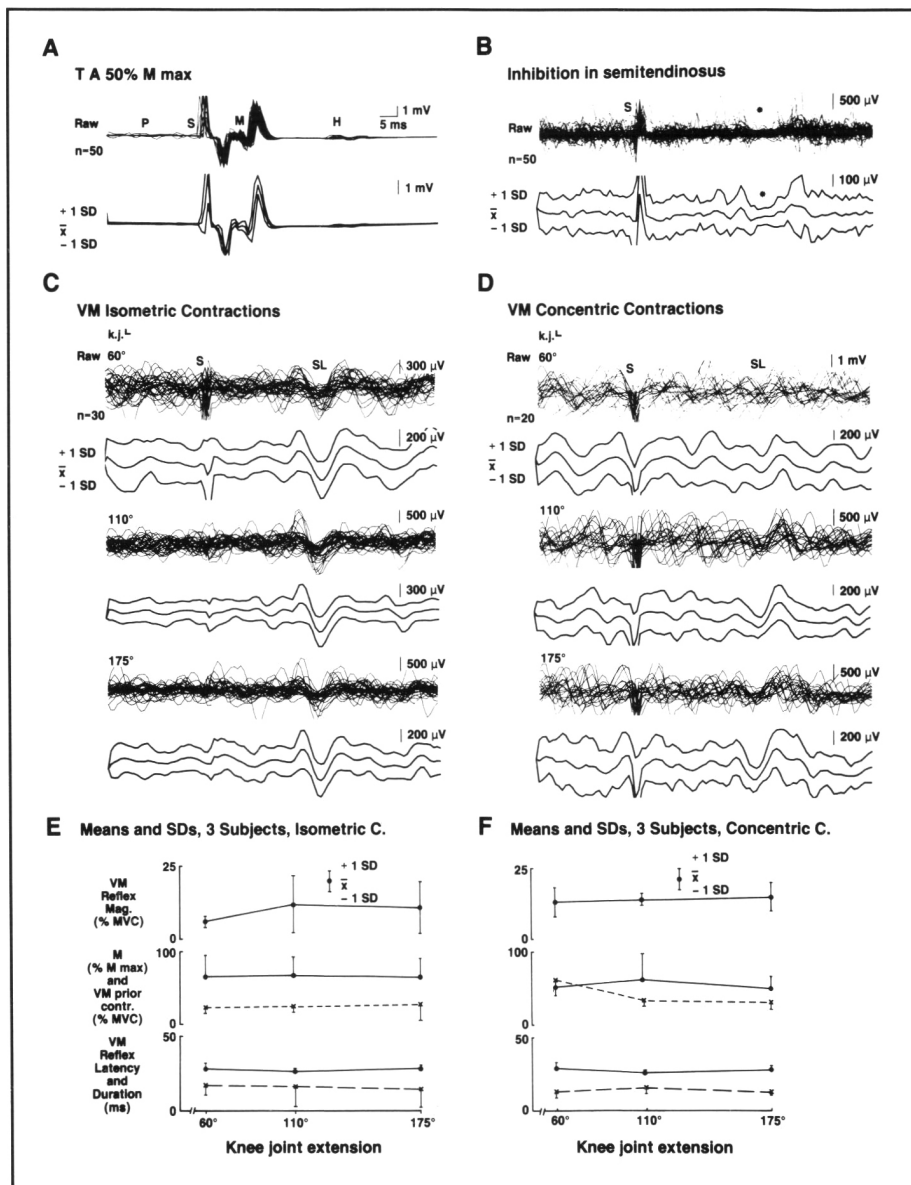 A
T A 50% M max
P
S
M
H
1 mV
5 ms
Raw
n=50
1 mV
+ 1 SD
x̄
– 1 SD
B
Inhibition in semitendinosus
S
500 µV
Raw
n=50
100 µV
+ 1 SD
x̄
– 1 SD
C
VM Isometric Contractions
k.j.∟
Raw 60°
S
SL
300 µV
n=30
200 µV
+ 1 SD
x̄
– 1 SD
110°
500 µV
300 µV
175°
500 µV
200 µV
D
VM Concentric Contractions
k.j.∟
Raw 60°
S
SL
1 mV
n=20
200 µV
+ 1 SD
x̄
– 1 SD
110°
500 µV
200 µV
175°
500 µV
200 µV
E Means and SDs, 3 Subjects, Isometric C.
+ 1 SD
x̄
– 1 SD
25
VM
Reflex
Mag.
(% MVC)
0
100
M
(% M max)
and
VM prior
contr.
(% MVC)
0
50
VM
Reflex
Latency
and
Duration
(ms)
0
60°
110°
175°
Knee joint extension
F Means and SDs, 3 Subjects, Concentric C.
+ 1 SD
x̄
– 1 SD
25
0
100
0
50
0
60°
110°
175°
Knee joint extension